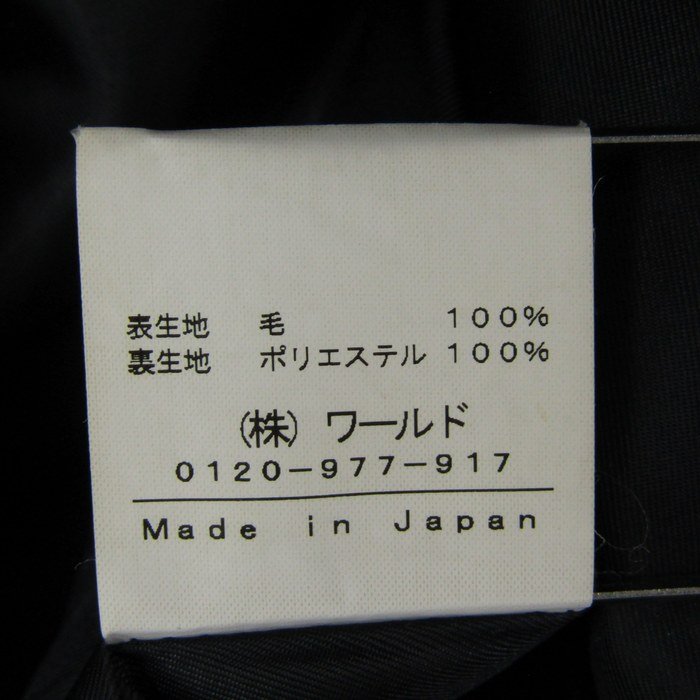 表生地 毛 100%
裏生地 ポリエステル 100%
(株) ワールド
0120-977-917
Made in Japan